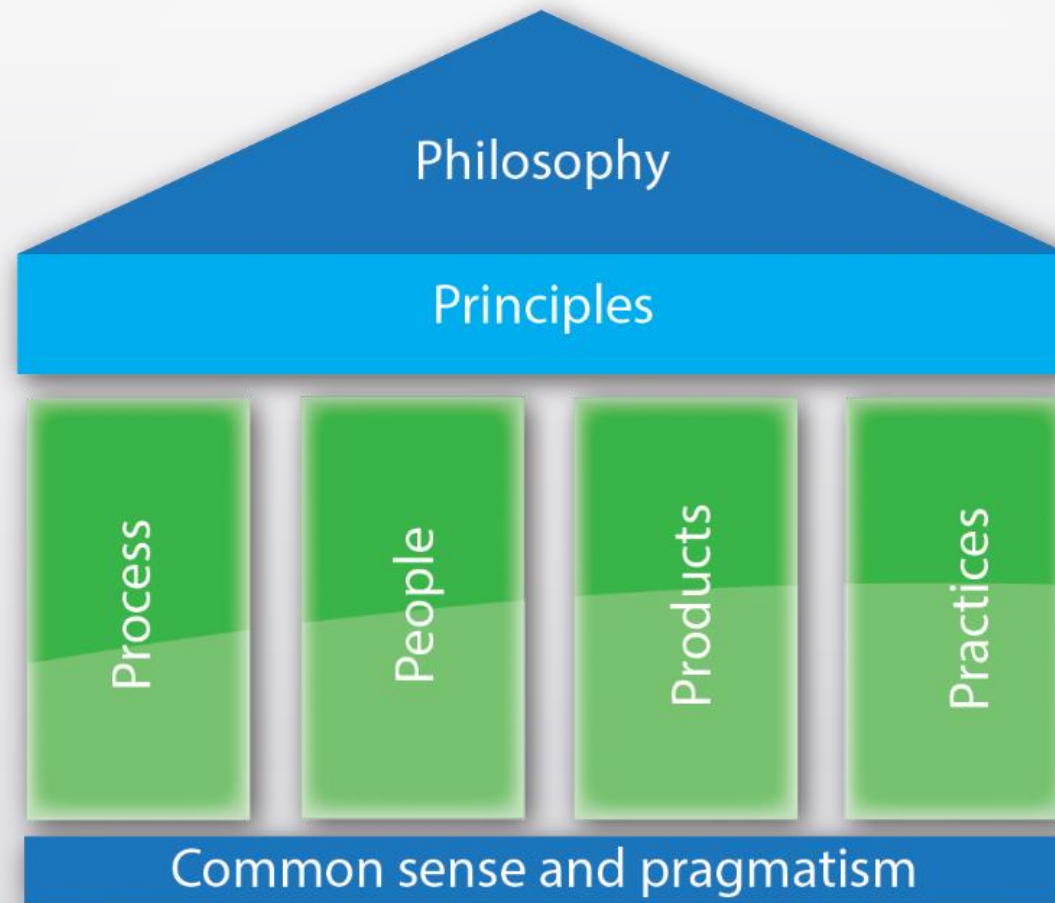 Philosophy
Principles
Process
People
Products
Practices
Common sense and pragmatism